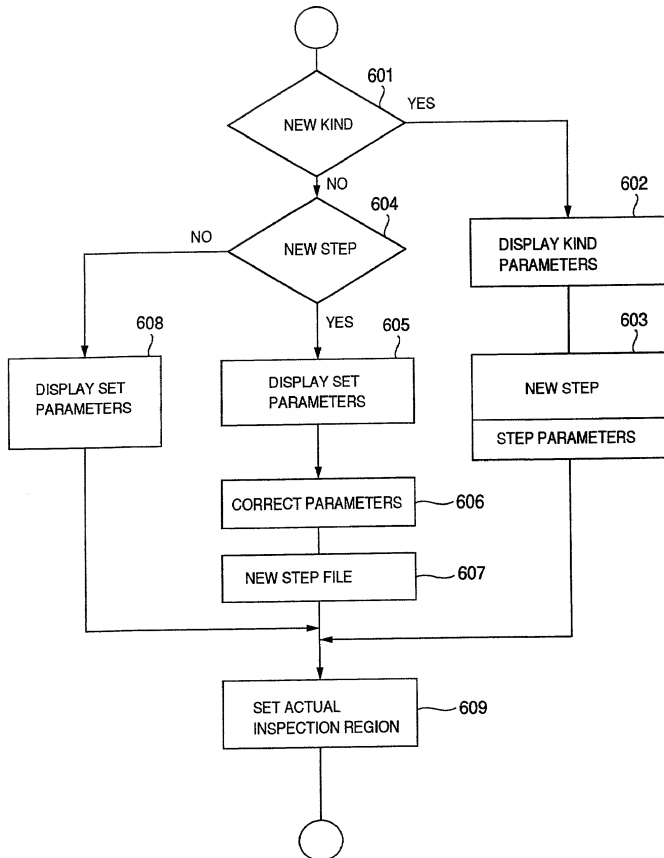 601
YES
NEW KIND
NO
604
602
NO
NEW STEP
DISPLAY KIND
PARAMETERS
YES
603
608
605
DISPLAY SET
PARAMETERS
DISPLAY SET
PARAMETERS
NEW STEP
STEP PARAMETERS
CORRECT PARAMETERS
606
NEW STEP FILE
607
SET ACTUAL
INSPECTION REGION
609